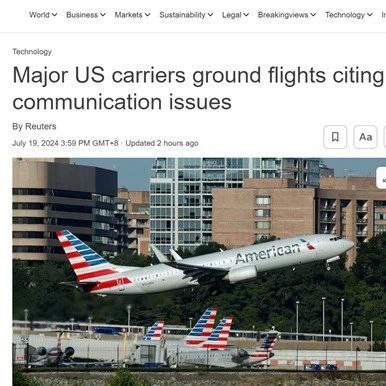 World Business Markets Sustainability Legal Breakingviews Technology
Technology
Major US carriers ground flights citing
communication issues
By Reuters
Aa
July 19, 2024 3:59 PM GMT+8 · Updated 2 hours ago
American